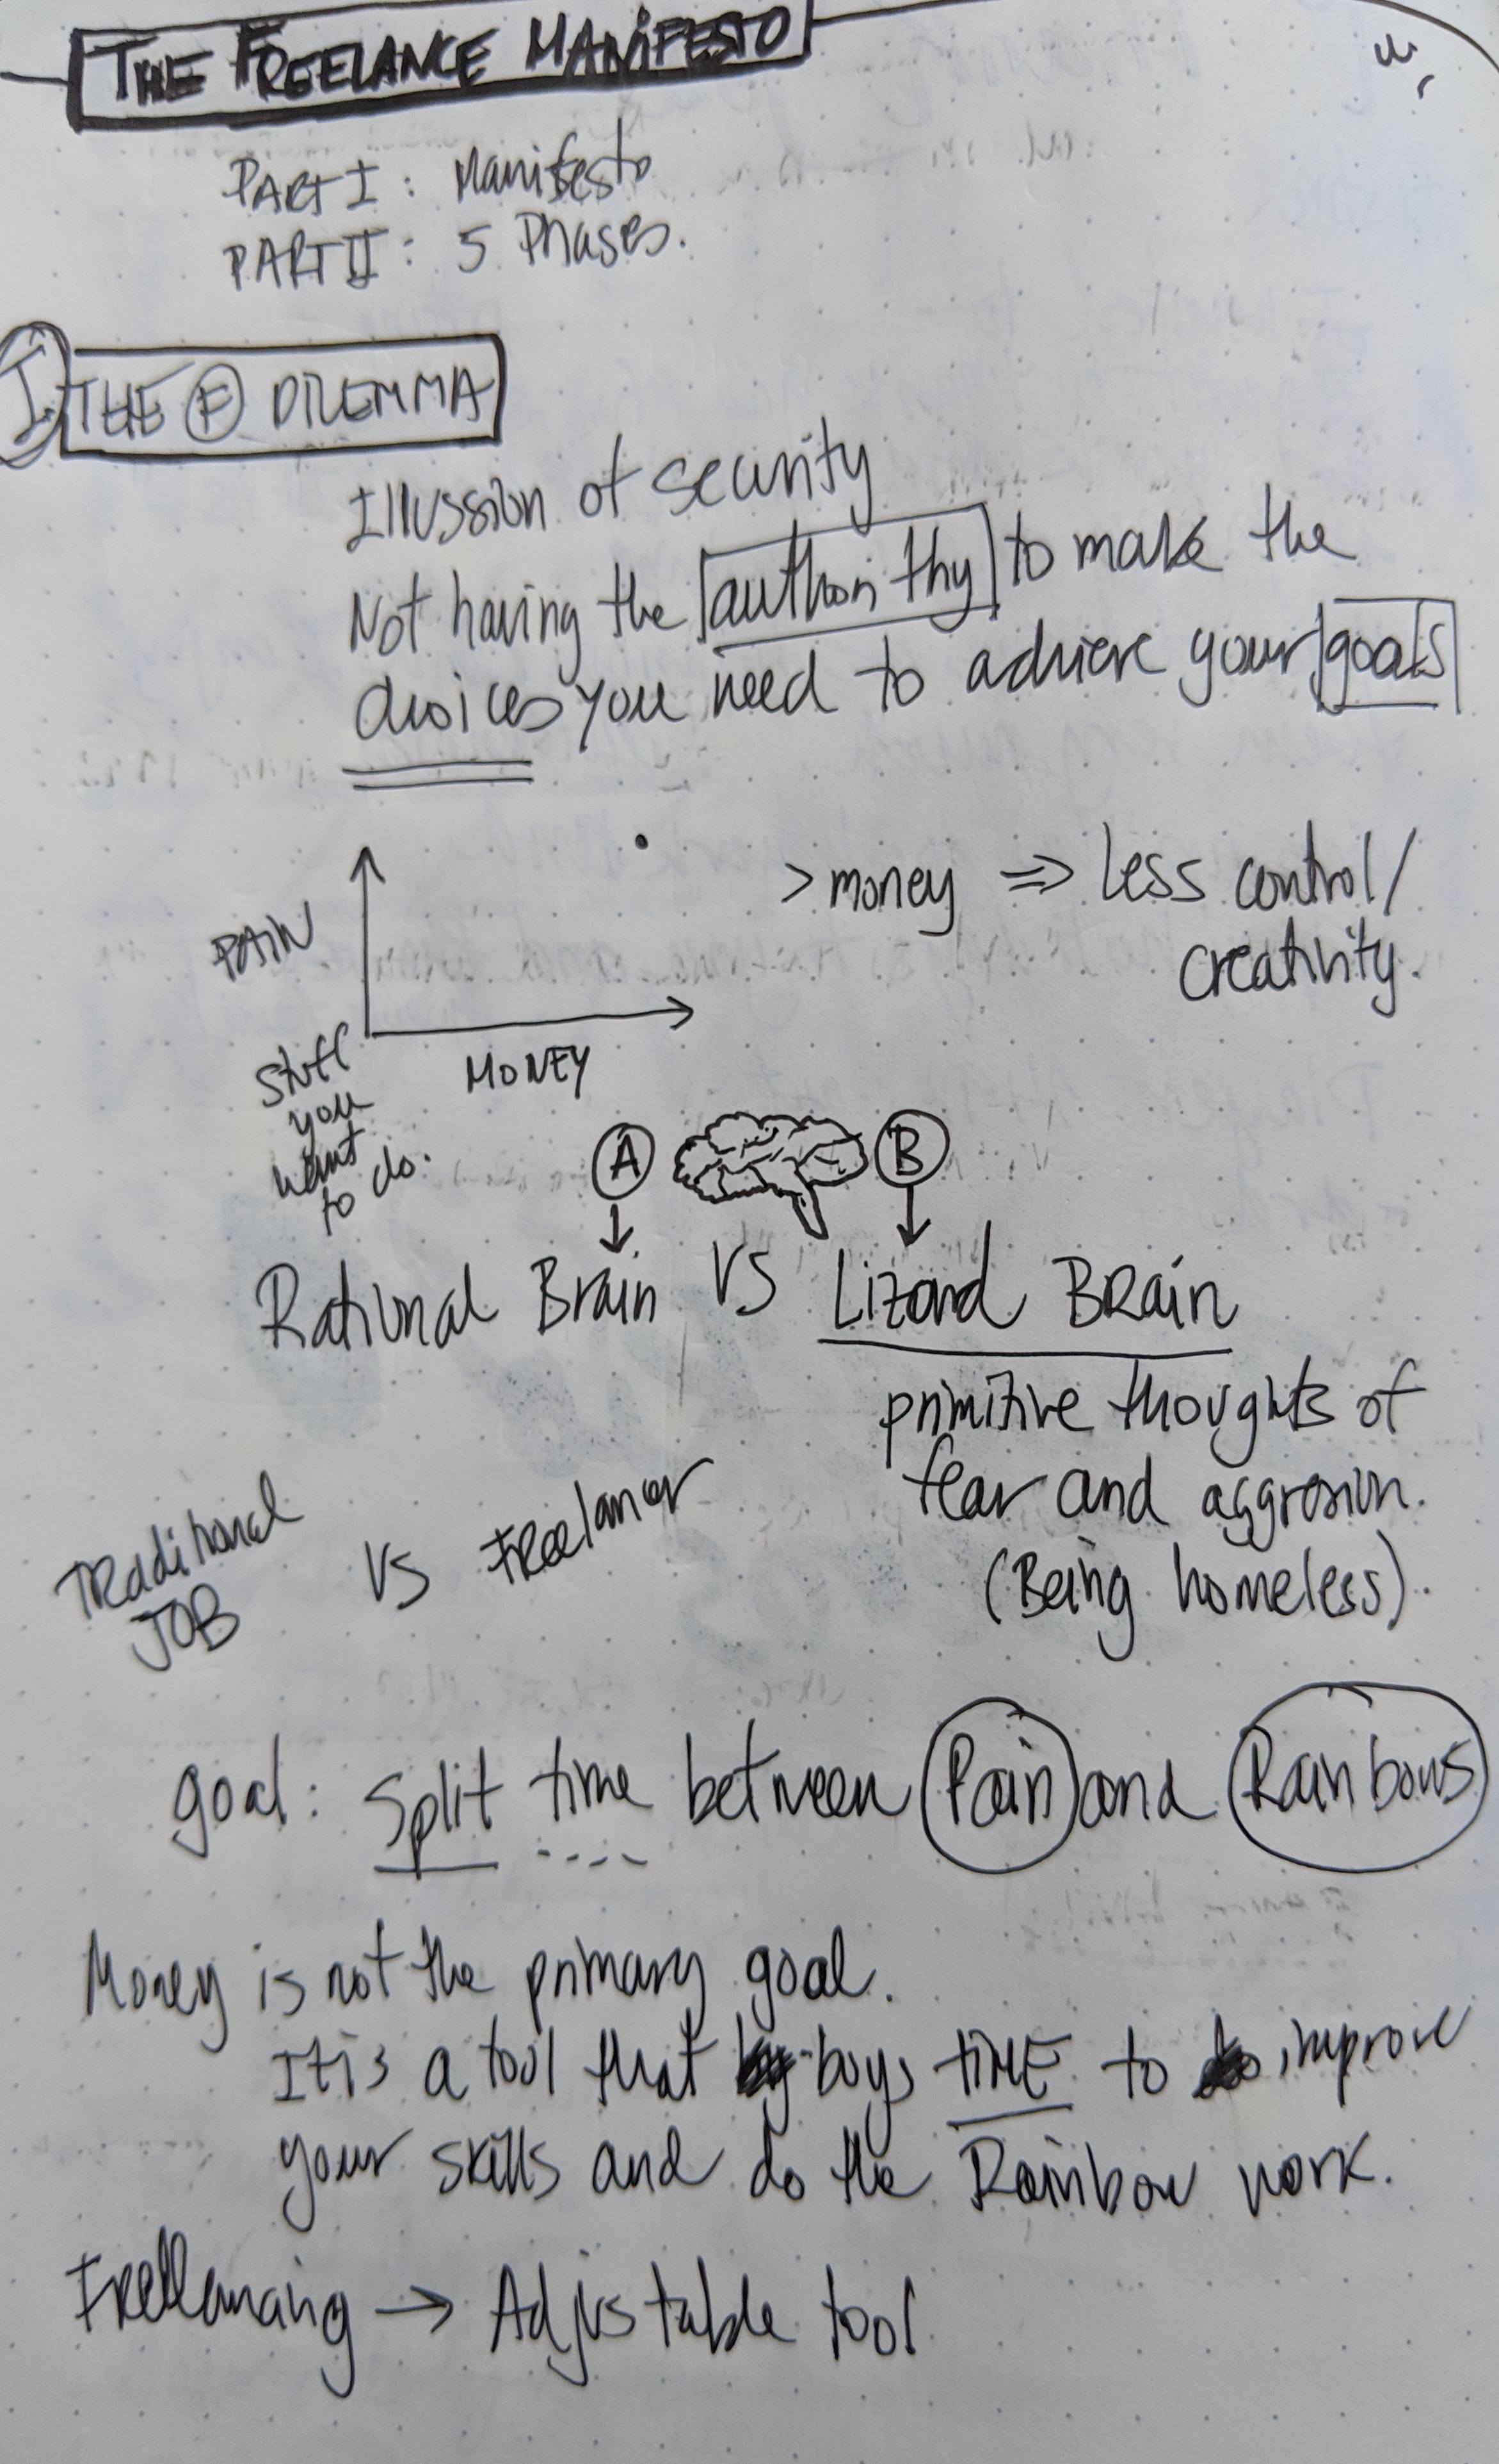 THE FREELANCE MANIFESTO
PART I : Manifesto
PART II : 5 Phases.
I THE F DILEMMA
Illussion of security
Not having the authorithy to make the
choices you need to achieve your goals
> money ⇒ Less control/
creativity.
PAIN
MONEY
Stuff
you
want
to do.
A B
Rational Brain VS Lizard BRain
primitive thoughts of
fear and aggresion.
(Being homeless).
TRaditional
JOB
VS FReelancer
goal: Split time between Pain and Rainbows
Money is not the primary goal.
It is a tool that buys TIME to improve
your skills and do the Rainbow work.
FReelancing → Adjustable tool